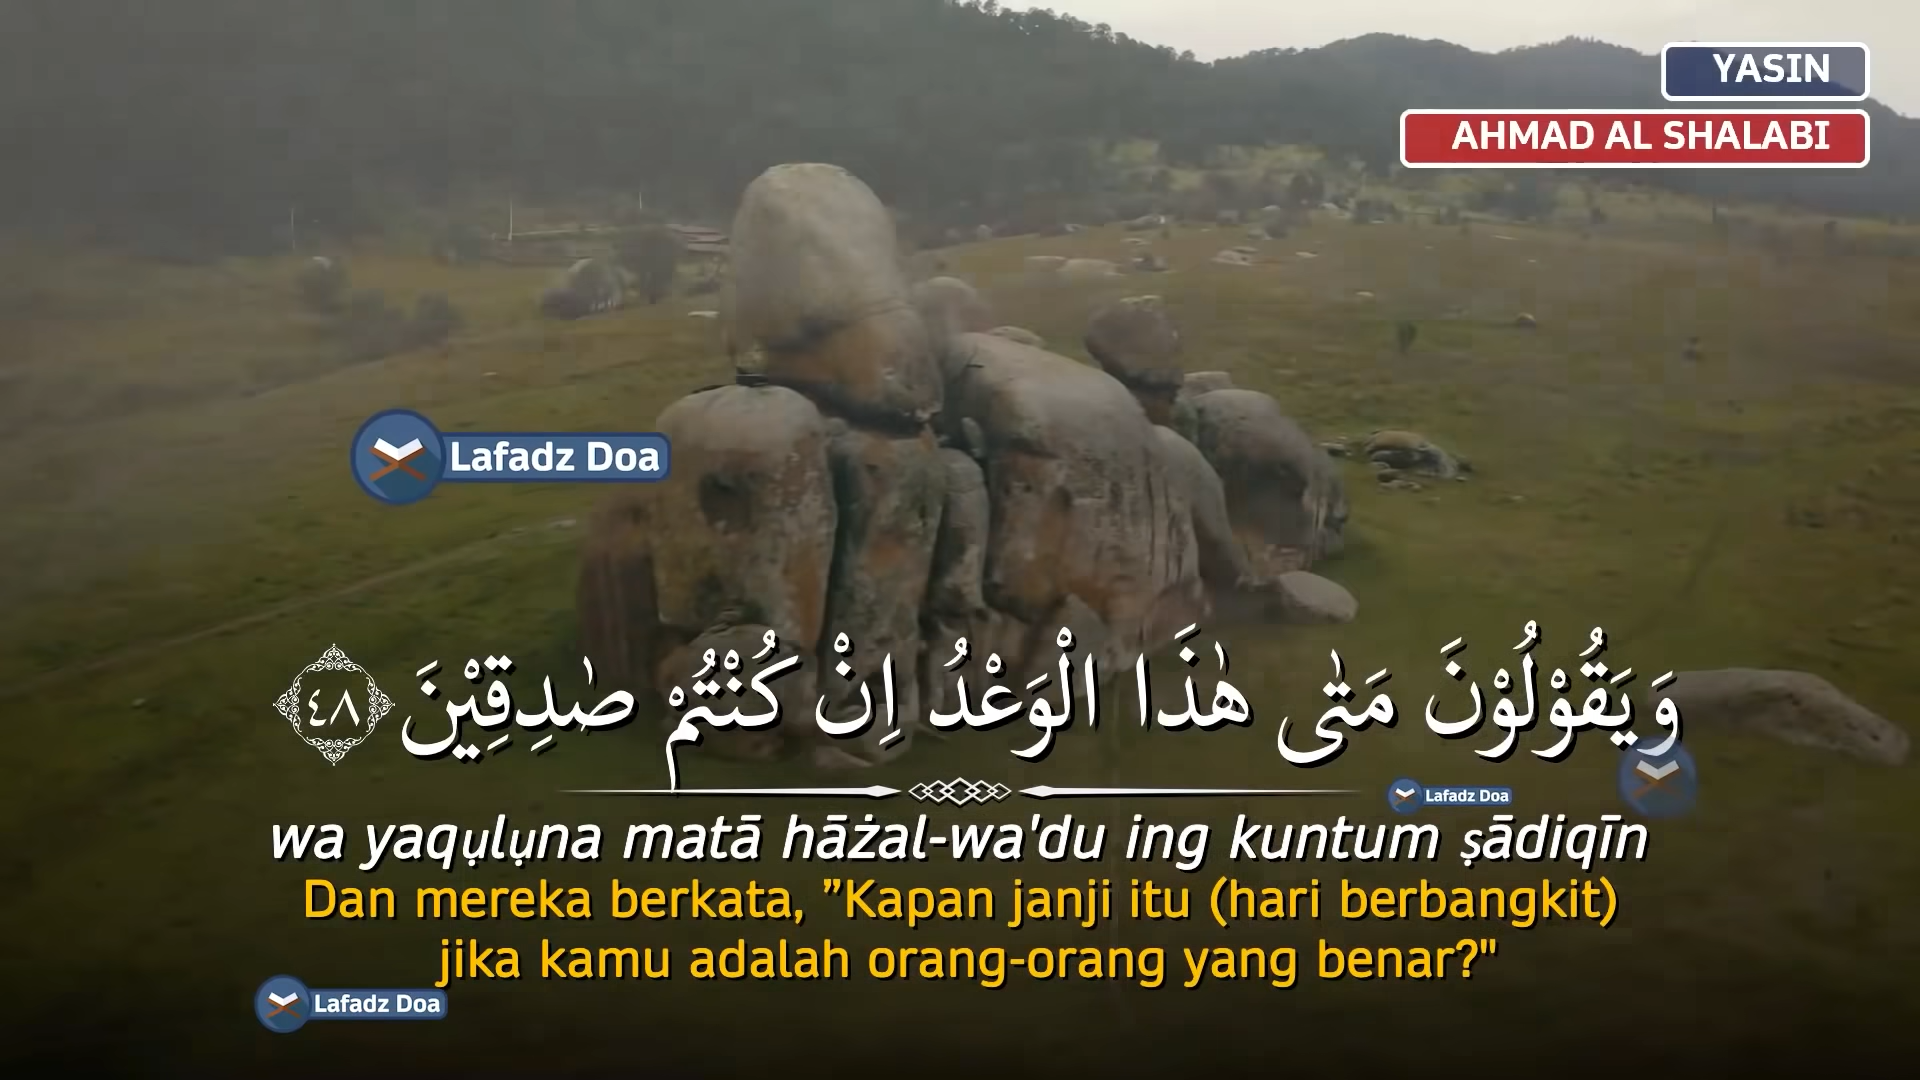 YASIN
AHMAD AL SHALABI
Lafadz Doa
وَيَقُوْلُوْنَ مَتٰى هٰذَا الْوَعْدُ اِنْ كُنْتُمْ صٰدِقِيْنَ ٤٨
Lafadz Doa
wa yaqụlụna matā hāżal-wa'du ing kuntum ṣādiqīn
Dan mereka berkata, ”Kapan janji itu (hari berbangkit)
jika kamu adalah orang-orang yang benar?"
Lafadz Doa